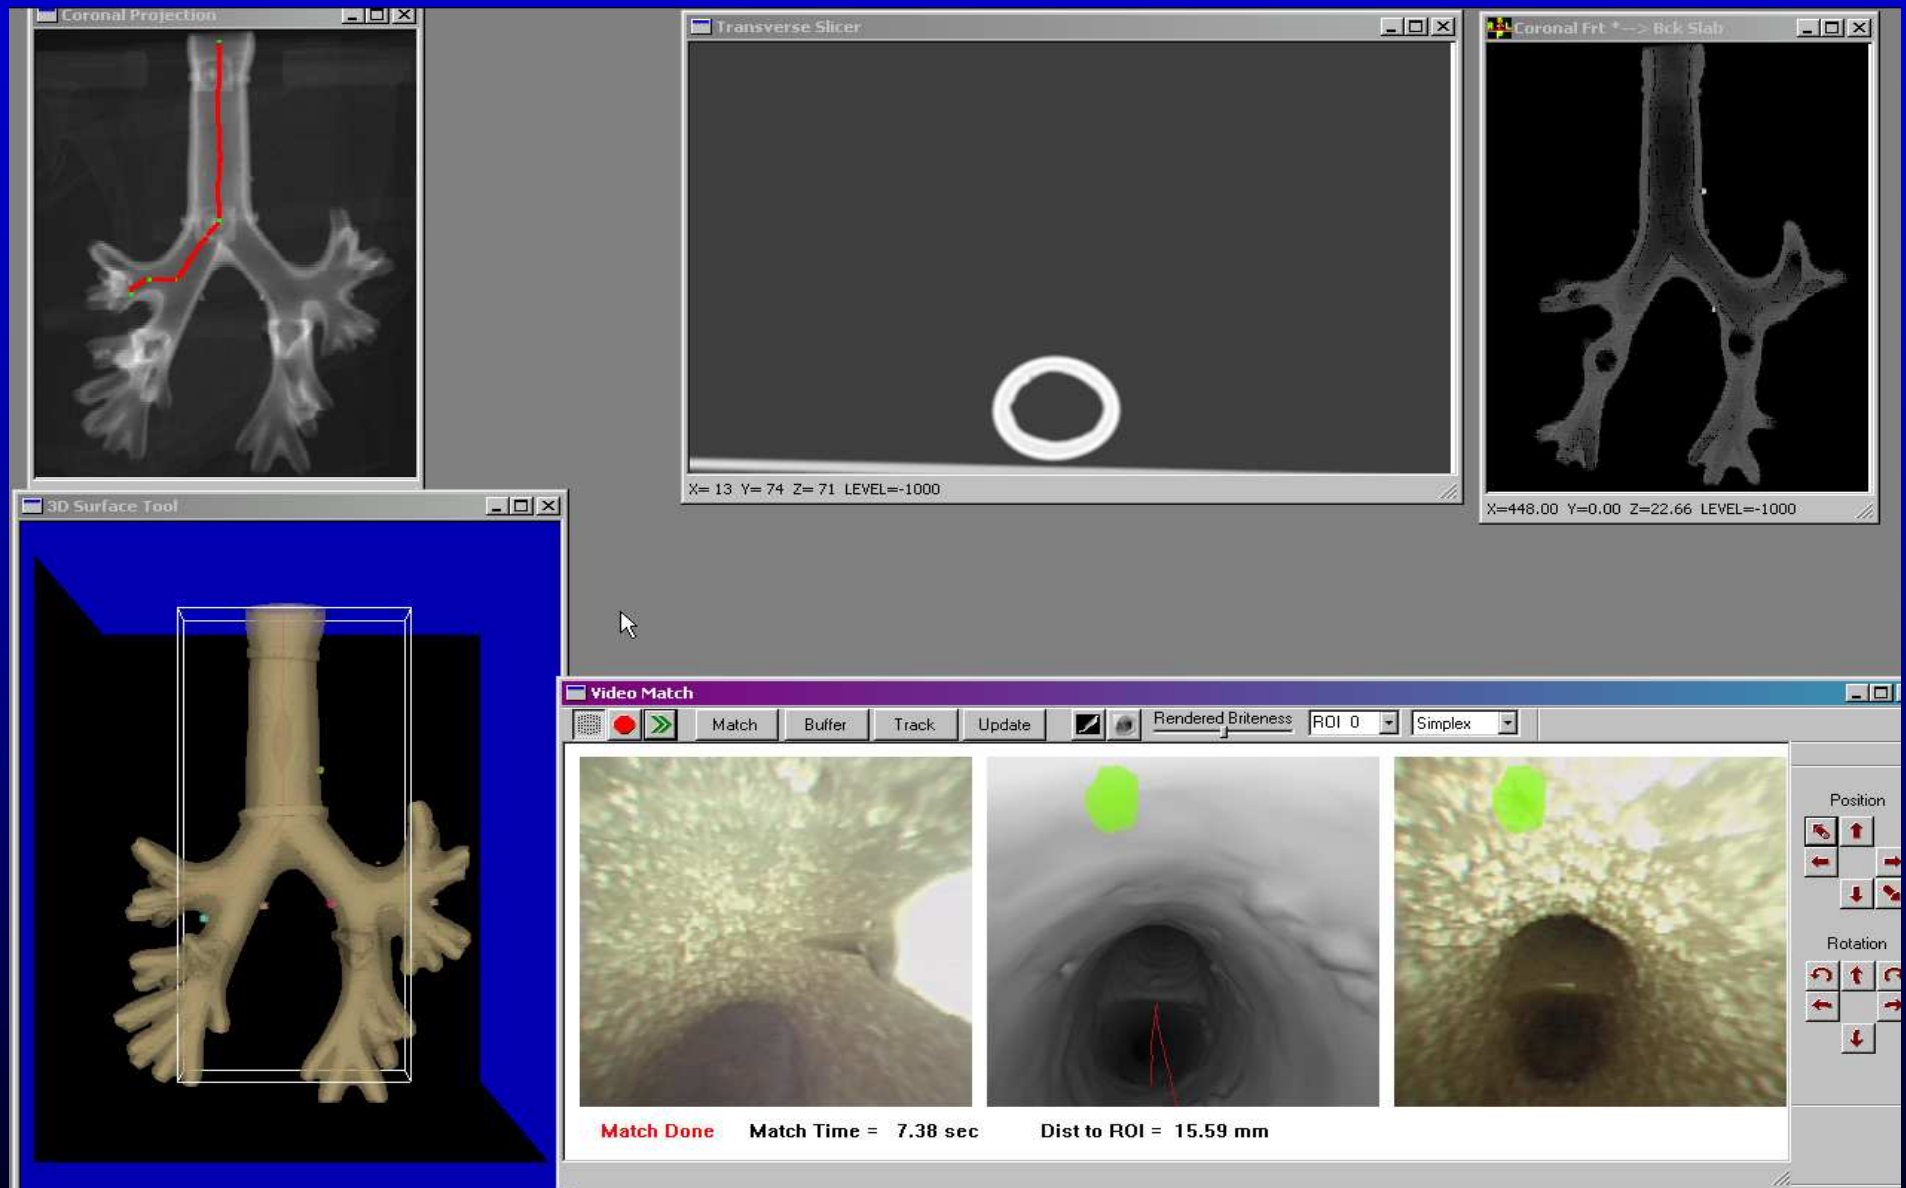 Coronal Projection
Transverse Slicer
Coronal Frt *--> Bck Slab
X= 13 Y= 74 Z= 71 LEVEL=-1000
X=448.00 Y=0.00 Z=22.66 LEVEL=-1000
3D Surface Tool
Video Match
Match Buffer Track Update Rendered Briteness ROI 0 Simplex
Position
Rotation
Match Done Match Time = 7.38 sec Dist to ROI = 15.59 mm